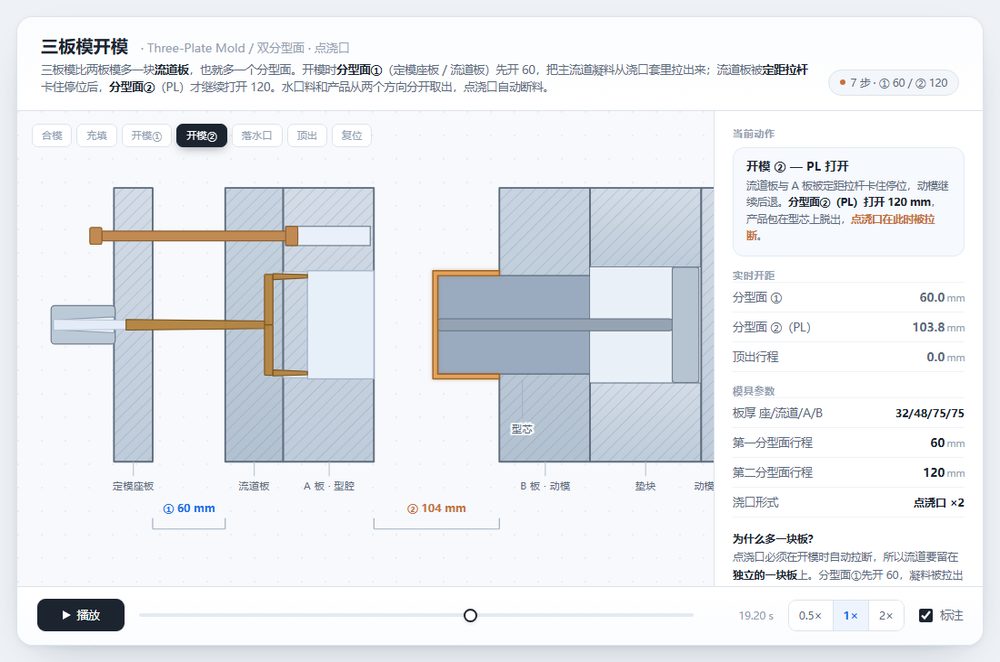 三板模开模 · Three-Plate Mold / 双分型面 · 点浇口
三板模比两板模多一块流道板，也就多一个分型面。开模时分型面①（定模座板 / 流道板）先开 60，把主流道凝料从浇口套里拉出来；流道板被定距拉杆
卡住停位后，分型面②（PL）才继续打开 120。水口料和产品从两个方向分开取出，点浇口自动断料。
7 步 · ① 60 / ② 120
合模 充填 开模① 开模② 落水口 顶出 复位
型芯
定模座板 流道板 A 板 · 型腔 B 板 · 动模 垫块 动模
① 60 mm ② 104 mm
当前动作
开模 ② — PL 打开
流道板与 A 板被定距拉杆卡住停位，动模继
续后退。分型面②（PL）打开 120 mm，
产品包在型芯上脱出，点浇口在此时被拉
断。
实时开距
分型面 ① 60.0 mm
分型面 ②（PL） 103.8 mm
顶出行程 0.0 mm
模具参数
板厚 座/流道/A/B 32/48/75/75
第一分型面行程 60 mm
第二分型面行程 120 mm
浇口形式 点浇口 ×2
为什么多一块板?
点浇口必须在开模时自动拉断，所以流道要留在
独立的一块板上。分型面①先开 60，凝料被拉出
播放 19.20 s 0.5× 1× 2× 标注